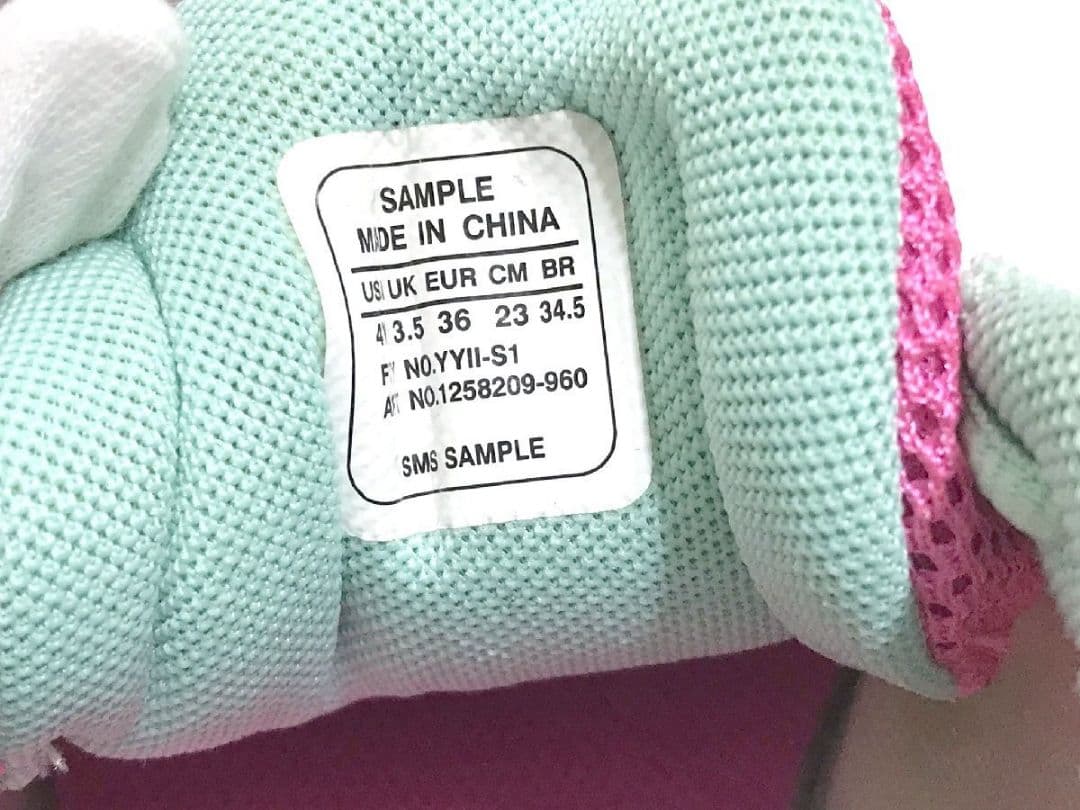 SAMPLE
MADE IN CHINA
US UK EUR CM BR
3.5 36 23 34.5
NO.YYII-S1
NO.1258209-960
SMS SAMPLE